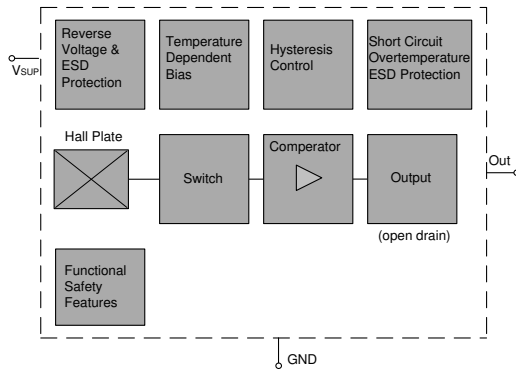 Reverse
Voltage &
ESD
Protection
Temperature
Dependent
Bias
Hysteresis
Control
Short Circuit
Overtemperature
ESD Protection
VSUP
Hall Plate
Switch
Comperator
Output
Out
(open drain)
Functional
Safety
Features
GND